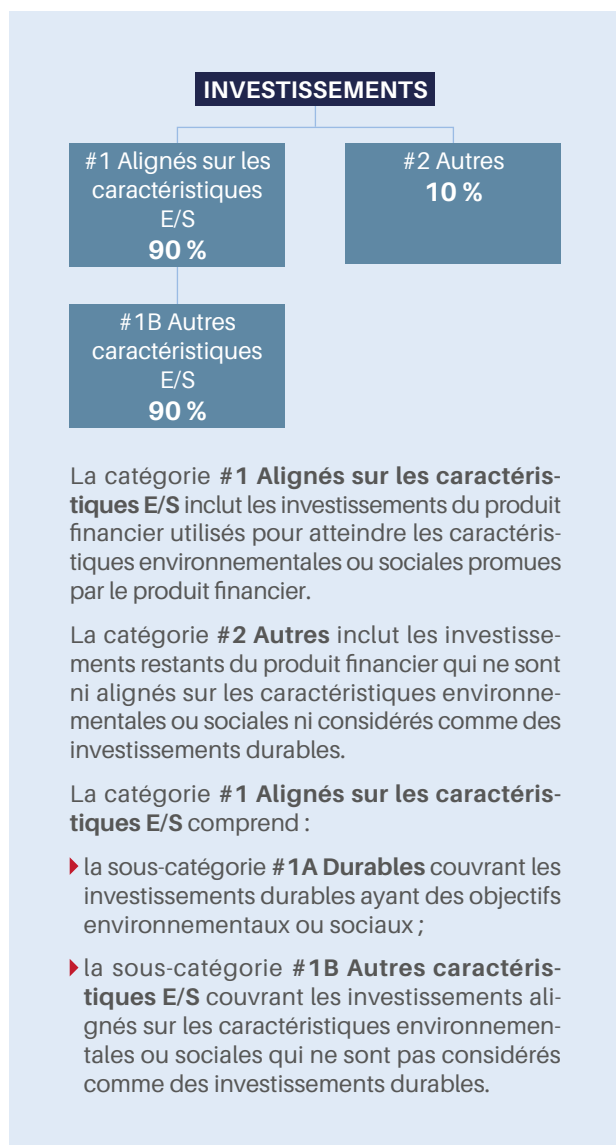 INVESTISSEMENTS
#1 Alignés sur les
caractéristiques
E/S
90 %
#2 Autres
10 %
#1B Autres
caractéristiques
E/S
90 %
La catégorie #1 Alignés sur les caractéris-
tiques E/S inclut les investissements du produit
financier utilisés pour atteindre les caractéris-
tiques environnementales ou sociales promues
par le produit financier.
La catégorie #2 Autres inclut les investisse-
ments restants du produit financier qui ne sont
ni alignés sur les caractéristiques environne-
mentales ou sociales ni considérés comme des
investissements durables.
La catégorie #1 Alignés sur les caractéris-
tiques E/S comprend :
la sous-catégorie #1A Durables couvrant les
investissements durables ayant des objectifs
environnementaux ou sociaux ;
la sous-catégorie #1B Autres caractéris-
tiques E/S couvrant les investissements ali-
gnés sur les caractéristiques environnemen-
tales ou sociales qui ne sont pas considérés
comme des investissements durables.